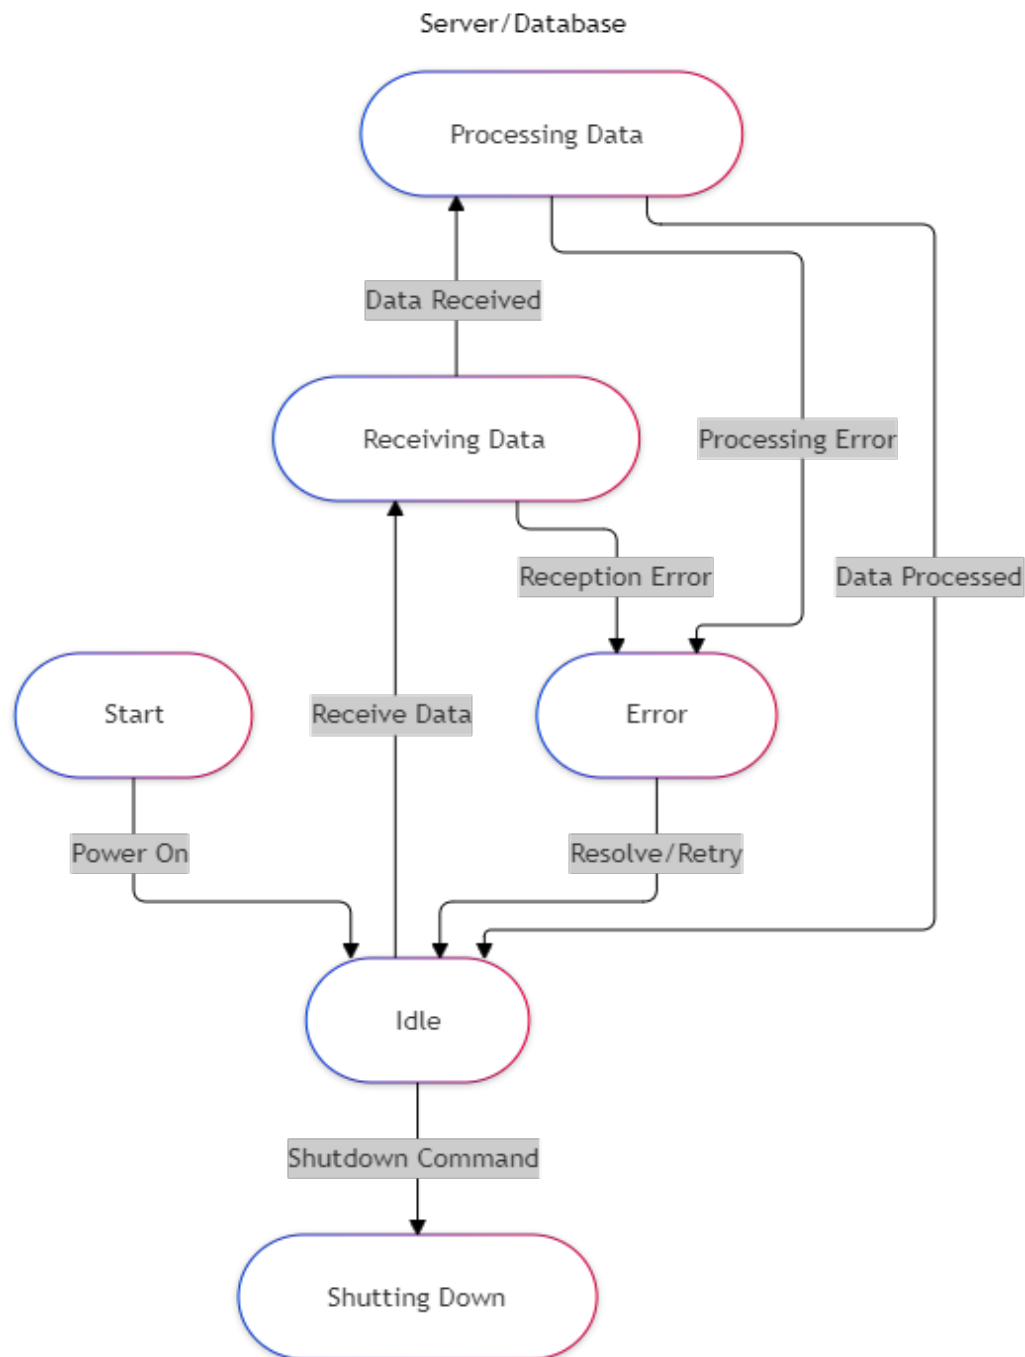 Server/Database
Processing Data
Data Received
Receiving Data
Processing Error
Reception Error
Data Processed
Start
Receive Data
Error
Power On
Resolve/Retry
Idle
Shutdown Command
Shutting Down